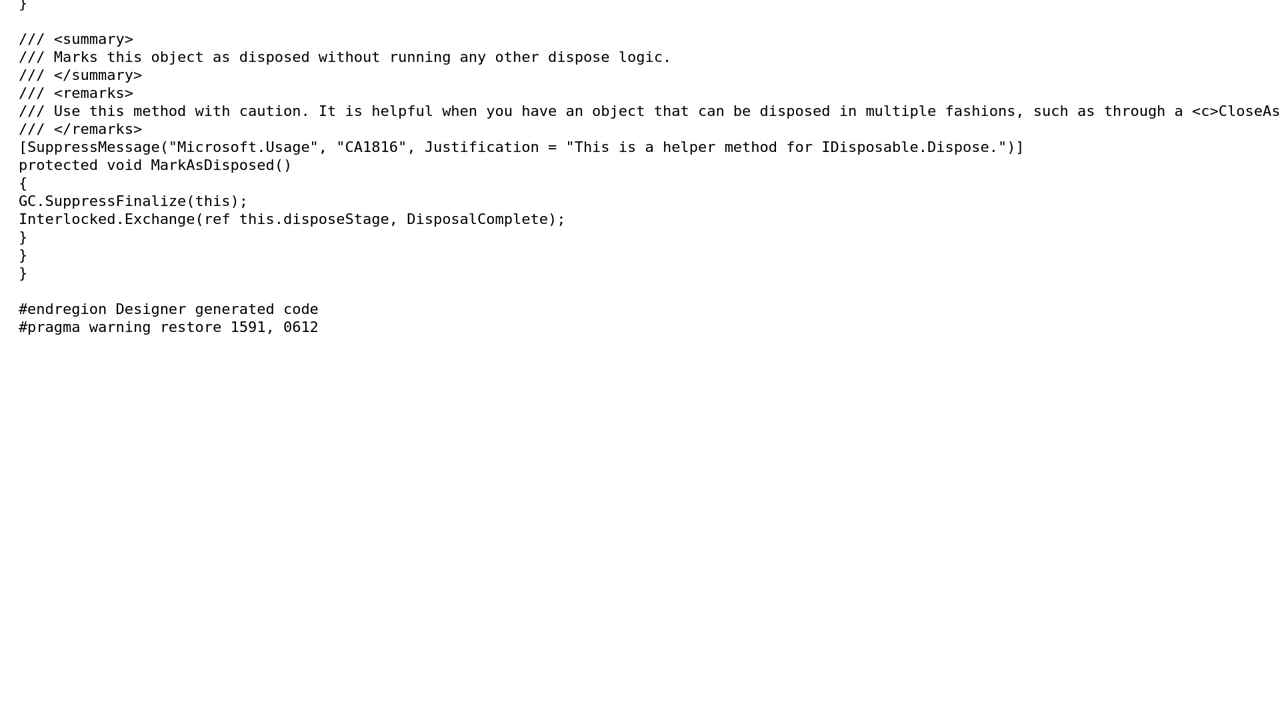 }

/// <summary>
/// Marks this object as disposed without running any other dispose logic.
/// </summary>
/// <remarks>
/// Use this method with caution. It is helpful when you have an object that can be disposed in multiple fashions, such as through a <c>CloseAs
/// </remarks>
[SuppressMessage("Microsoft.Usage", "CA1816", Justification = "This is a helper method for IDisposable.Dispose.")]
protected void MarkAsDisposed()
{
GC.SuppressFinalize(this);
Interlocked.Exchange(ref this.disposeStage, DisposalComplete);
}
}
}

#endregion Designer generated code
#pragma warning restore 1591, 0612